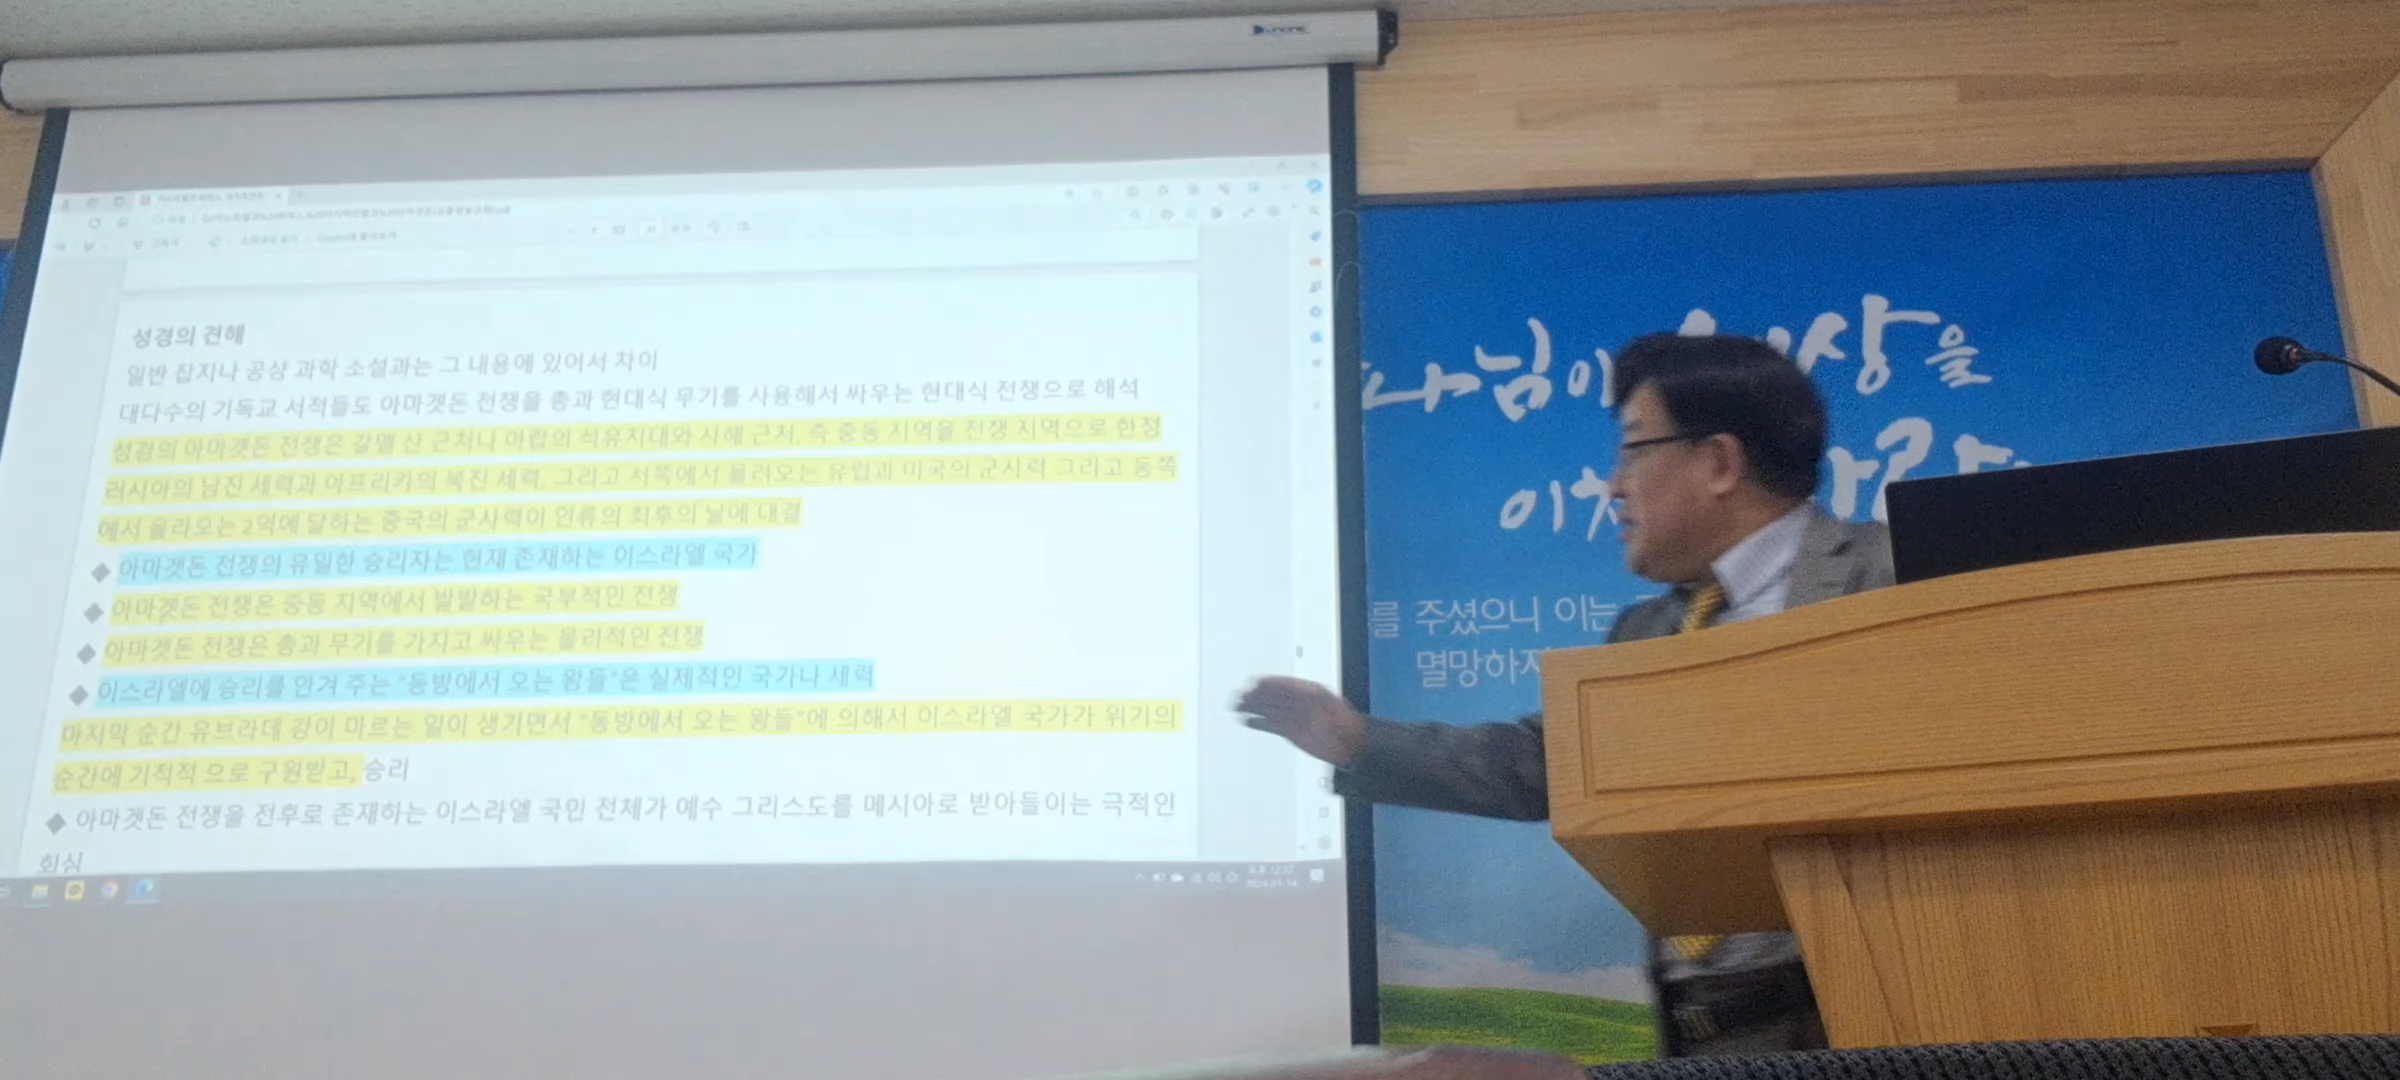 성경의 견해
일반 잡지나 공상 과학 소설과는 그 내용에 있어서 차이
대다수의 기독교 서적들도 아마겟돈 전쟁을 총과 현대식 무기를 사용해서 싸우는 현대식 전쟁으로 해석
성경의 아마겟돈 전쟁은 갈멜 산 근처나 아랍의 석유지대와 사해 근처, 즉 중동 지역을 전쟁 지역으로 한정
러시아의 남진 세력과 아프리카의 북진 세력, 그리고 서쪽에서 몰려오는 유럽과 미국의 군사력 그리고 동쪽
에서 올라오는 2억에 달하는 중국의 군사력이 인류의 최후의 날에 대결
◆ 아마겟돈 전쟁의 유일한 승리자는 현재 존재하는 이스라엘 국가
◆ 아마겟돈 전쟁은 중동 지역에서 발발하는 국부적인 전쟁
◆ 아마겟돈 전쟁은 총과 무기를 가지고 싸우는 물리적인 전쟁
◆ 이스라엘에 승리를 안겨 주는 "동방에서 오는 왕들"은 실제적인 국가나 세력
마지막 순간 유브라데 강이 마르는 일이 생기면서 "동방에서 오는 왕들"에 의해서 이스라엘 국가가 위기의
순간에 기적적 으로 구원받고, 승리
◆ 아마겟돈 전쟁을 전후로 존재하는 이스라엘 국민 전체가 예수 그리스도를 메시아로 받아들이는 극적인
회심
님이 상을
이
를 주셨으니 이는
멸망하지